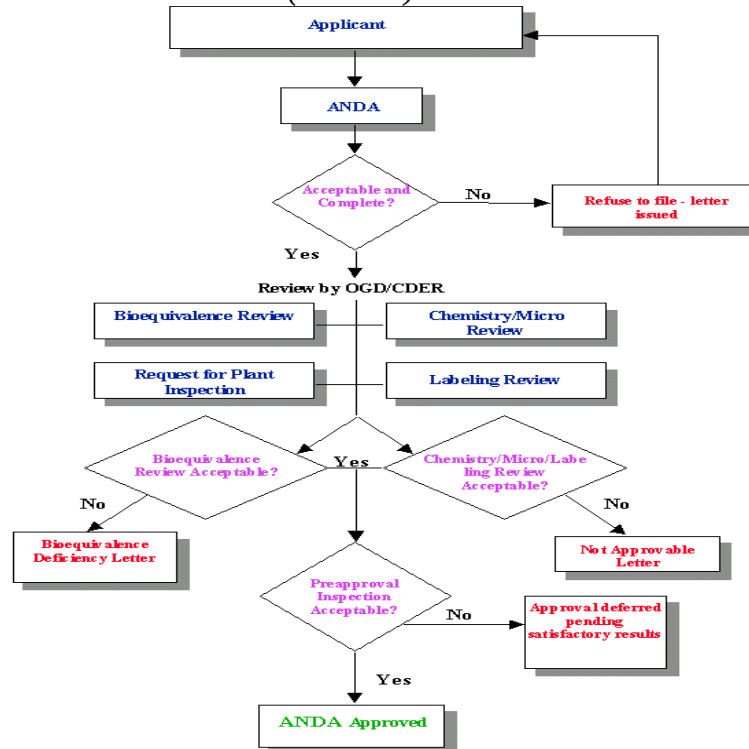 Applicant
ANDA
Acceptable and
Complete?
No
Refuse to file - letter
issued
Yes
Review by OGD/CDER
Bioequivalence Review
Chemistry/Micro
Review
Request for Plant
Inspection
Labeling Review
Bioequivalence
Review Acceptable?
Yes
Chemistry/Micro/Labe
ling Review
Acceptable?
No
No
Bioequivalence
Deficiency Letter
Not Approvable
Letter
Preapproval
Inspection
Acceptable?
No
Approval deferred
pending
satisfactory results
Yes
ANDA Approved